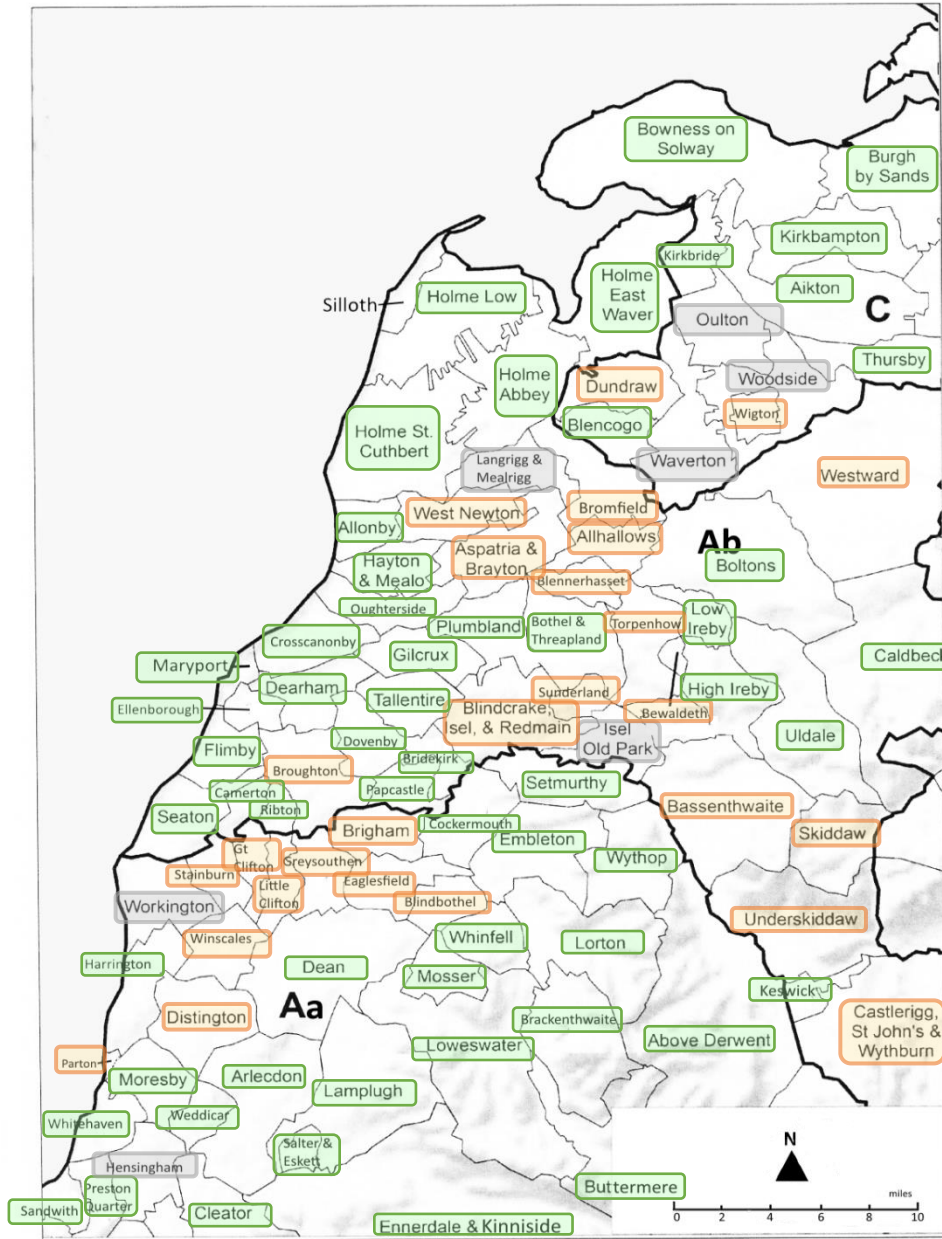 Bowness on
Solway
Burgh
by Sands
Kirkbampton
Kirkbride
Holme
East
Waver
Aikton
Silloth
Holme Low
C
Oulton
Thursby
Holme
Abbey
Woodside
Dundraw
Wigton
Blencogo
Holme St.
Cuthbert
Langrigg &
Mealrigg
Waverton
Westward
West Newton
Bromfield
Allonby
Allhallows
Ab
Aspatria &
Brayton
Boltons
Hayton
& Mealo
Blennerhasset
Oughterside
Low
Ireby
Plumbland
Bothel &
Threapland
Torpenhow
Crosscanonby
Gilcrux
Caldbeck
Maryport
Dearham
High Ireby
Sunderland
Tallentire
Ellenborough
Blindcrake,
Isel, & Redmain
Bewaldeth
Isel
Old Park
Uldale
Dovenby
Flimby
Bridekirk
Broughton
Setmurthy
Camerton
Papcastle
Ribton
Bassenthwaite
Seaton
Cockermouth
Brigham
Skiddaw
Embleton
Gt
Clifton
Greysouthen
Wythop
Stainburn
Eaglesfield
Little
Clifton
Blindbothel
Workington
Underskiddaw
Winscales
Whinfell
Lorton
Harrington
Dean
Mosser
Keswick
Aa
Distington
Brackenthwaite
Castlerigg,
St John's &
Wythburn
Above Derwent
Loweswater
Parton
Moresby
Arlecdon
Lamplugh
Weddicar
Whitehaven
Salter &
Eskett
N
Hensingham
Buttermere
Preston
Quarter
miles
Sandwith
Cleator
0 2 4 6 8 10
Ennerdale & Kinniside